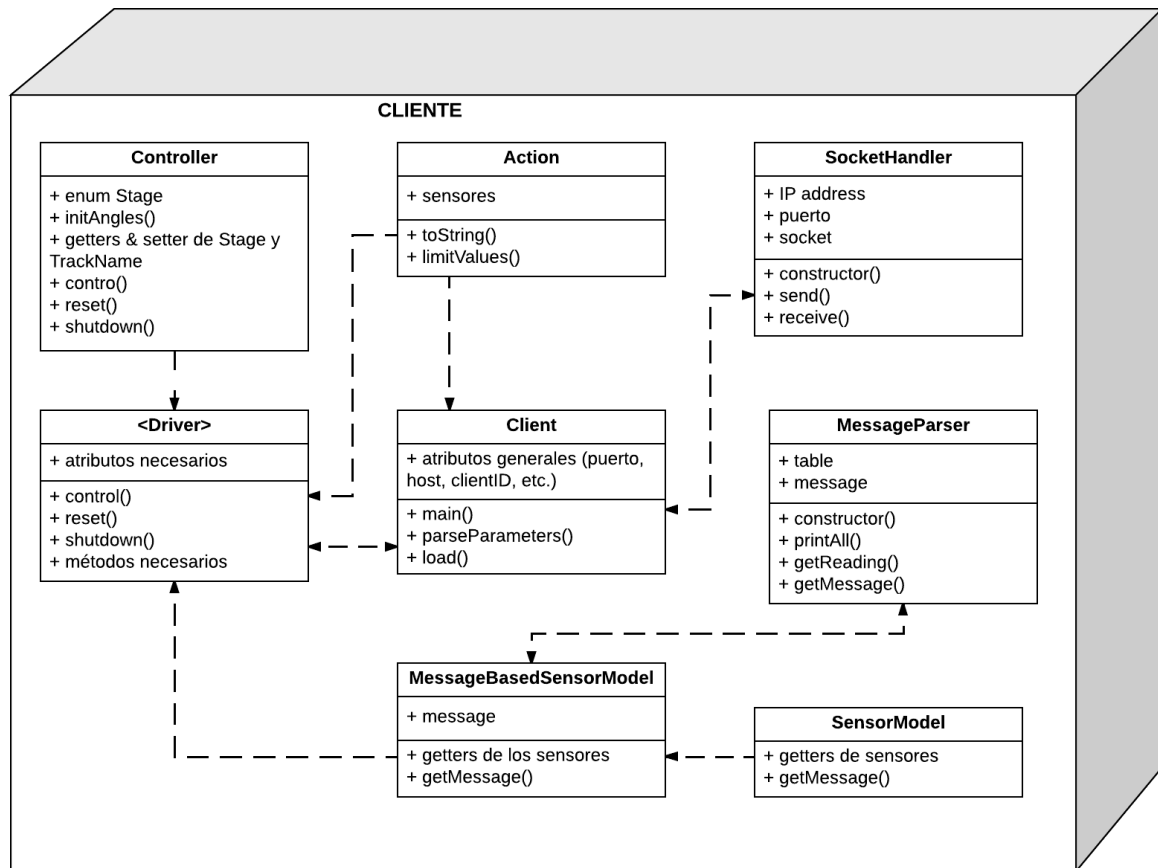 CLIENTE
Controller
+ enum Stage
+ initAngles()
+ getters & setter de Stage y
TrackName
+ contro()
+ reset()
+ shutdown()
Action
+ sensores
+ toString()
+ limitValues()
SocketHandler
+ IP address
+ puerto
+ socket
+ constructor()
+ send()
+ receive()
<Driver>
+ atributos necesarios
+ control()
+ reset()
+ shutdown()
+ métodos necesarios
Client
+ atributos generales (puerto,
host, clientID, etc.)
+ main()
+ parseParameters()
+ load()
MessageParser
+ table
+ message
+ constructor()
+ printAll()
+ getReading()
+ getMessage()
MessageBasedSensorModel
+ message
+ getters de los sensores
+ getMessage()
SensorModel
+ getters de sensores
+ getMessage()